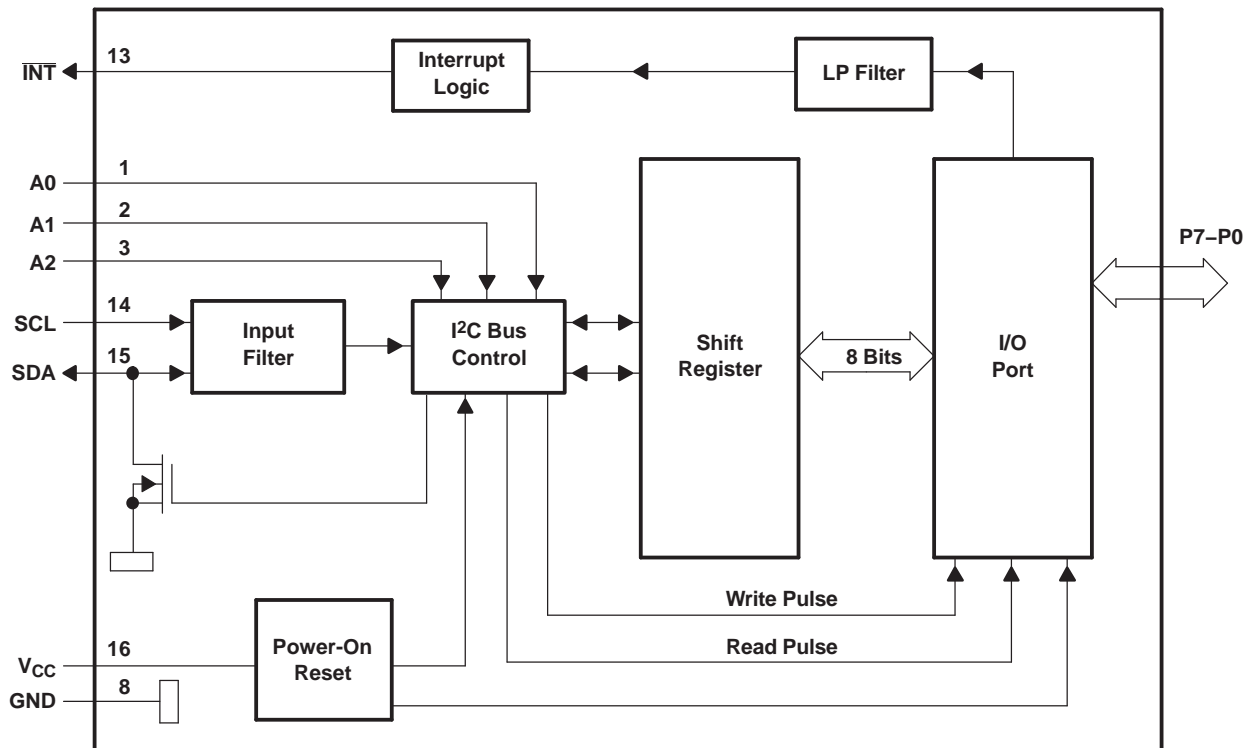 INT
13
Interrupt
Logic
LP Filter
A0
1
A1
2
A2
3
SCL
14
SDA
15
Input
Filter
I2C Bus
Control
Shift
Register
8 Bits
I/O
Port
P7–P0
Write Pulse
Read Pulse
Power-On
Reset
VCC
16
GND
8